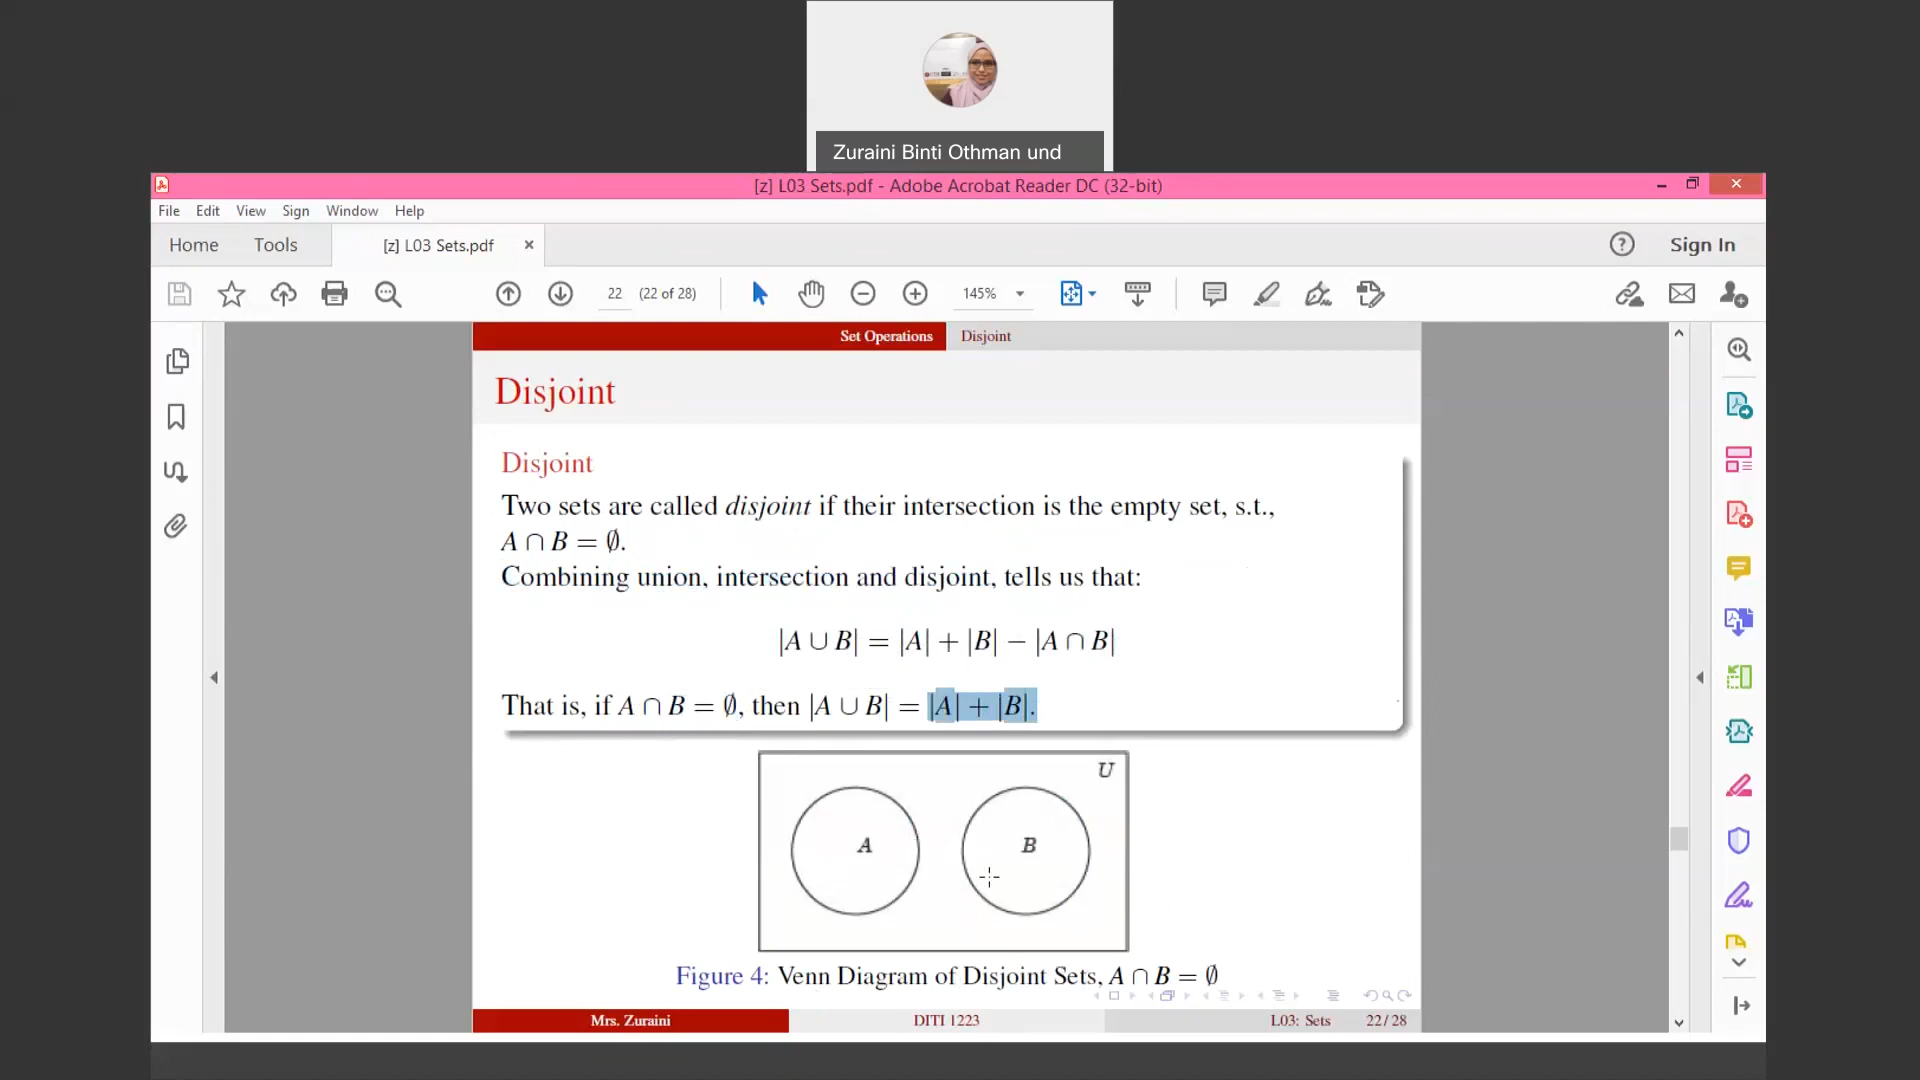 Zuraini Binti Othman und
[z] L03 Sets.pdf - Adobe Acrobat Reader DC (32-bit)
File Edit View Sign Window Help
Home Tools [z] L03 Sets.pdf × Sign In
22 (22 of 28) 145%
Set Operations Disjoint
Disjoint
Disjoint
Two sets are called disjoint if their intersection is the empty set, s.t.,
A ∩ B = ∅.
Combining union, intersection and disjoint, tells us that:
|A ∪ B| = |A| + |B| − |A ∩ B|
That is, if A ∩ B = ∅, then |A ∪ B| = |A| + |B|.
U
A B
Figure 4: Venn Diagram of Disjoint Sets, A ∩ B = ∅
Mrs. Zuraini DITI 1223 L03: Sets 22/28